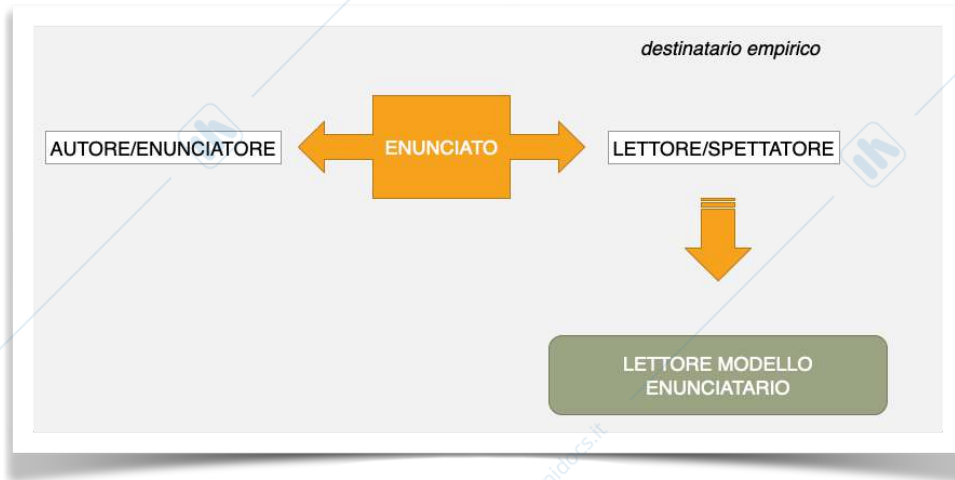 destinatario empirico
AUTORE/ENUNCIATORE
ENUNCIATO
LETTORE/SPETTATORE
LETTORE MODELLO
ENUNCIATARIO